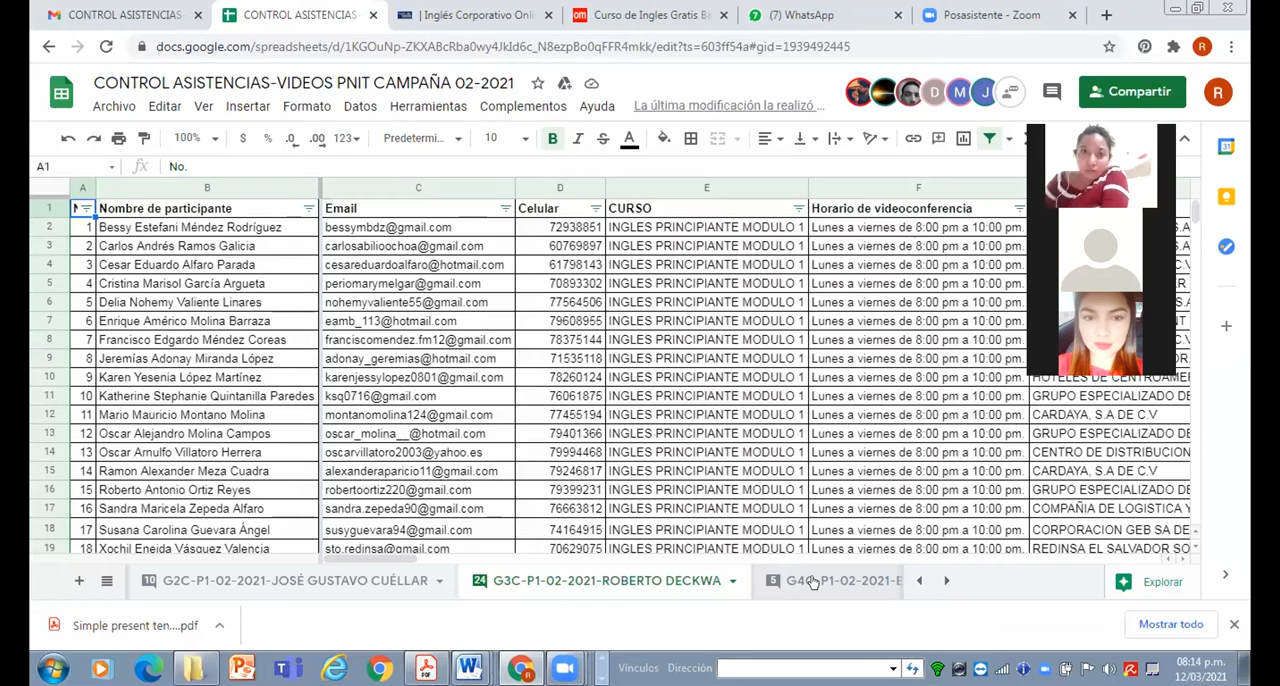 CONTROL ASISTENCIAS-
CONTROL ASISTENCIAS-
| Inglés Corporativo Onli
Curso de Ingles Gratis Ba
(7) WhatsApp
Posasistente - Zoom
docs.google.com/spreadsheets/d/1KGOuNp-ZKXABcRba0wy4JkId6c_N8ezpBo0qFFR4mkk/edit?ts=603ff54a#gid=1939492445
CONTROL ASISTENCIAS-VIDEOS PNIT CAMPAÑA 02-2021
Archivo Editar Ver Insertar Formato Datos Herramientas Complementos Ayuda La última modificación la realizó ...
D M J Compartir R
100% $ % .0 .00 123 Predetermi... 10 B I S A
A1 fx No.
A B C D E F
1 Nombre de participante Email Celular CURSO Horario de videoconferencia
2 1 Bessy Estefani Méndez Rodríguez bessymbdz@gmail.com 72938851 INGLES PRINCIPIANTE MODULO 1 Lunes a viernes de 8:00 pm a 10:00 pm.
3 2 Carlos Andrés Ramos Galicia carlosabilioochoa@gmail.com 60769897 INGLES PRINCIPIANTE MODULO 1 Lunes a viernes de 8:00 pm a 10:00 pm.
4 3 Cesar Eduardo Alfaro Parada cesareduardoalfaro@hotmail.com 61798143 INGLES PRINCIPIANTE MODULO 1 Lunes a viernes de 8:00 pm a 10:00 pm.
5 4 Cristina Marisol García Argueta periomarymelgar@gmail.com 70893302 INGLES PRINCIPIANTE MODULO 1 Lunes a viernes de 8:00 pm a 10:00 pm.
6 5 Delia Nohemy Valiente Linares nohemyvaliente55@gmail.com 77564506 INGLES PRINCIPIANTE MODULO 1 Lunes a viernes de 8:00 pm a 10:00 pm.
7 6 Enrique Américo Molina Barraza eamb_113@hotmail.com 79608955 INGLES PRINCIPIANTE MODULO 1 Lunes a viernes de 8:00 pm a 10:00 pm.
8 7 Francisco Edgardo Méndez Coreas franciscomendez.fm12@gmail.com 78375144 INGLES PRINCIPIANTE MODULO 1 Lunes a viernes de 8:00 pm a 10:00 pm.
9 8 Jeremías Adonay Miranda López adonay_geremias@hotmail.com 71535118 INGLES PRINCIPIANTE MODULO 1 Lunes a viernes de 8:00 pm a 10:00 pm.
10 9 Karen Yesenia López Martínez karenjessylopez0801@gmail.com 78260124 INGLES PRINCIPIANTE MODULO 1 Lunes a viernes de 8:00 pm a 10:00 pm. HOTELES DE CENTROAMER
11 10 Katherine Stephanie Quintanilla Paredes ksq0716@gmail.com 76061875 INGLES PRINCIPIANTE MODULO 1 Lunes a viernes de 8:00 pm a 10:00 pm. GRUPO ESPECIALIZADO DE
12 11 Mario Mauricio Montano Molina montanomolina124@gmail.com 77455194 INGLES PRINCIPIANTE MODULO 1 Lunes a viernes de 8:00 pm a 10:00 pm. CARDAYA, S.A DE C.V
13 12 Oscar Alejandro Molina Campos oscar_molina__@hotmail.com 79401366 INGLES PRINCIPIANTE MODULO 1 Lunes a viernes de 8:00 pm a 10:00 pm. GRUPO ESPECIALIZADO DE
14 13 Oscar Arnulfo Villatoro Herrera oscarvillatoro2003@yahoo.es 79994468 INGLES PRINCIPIANTE MODULO 1 Lunes a viernes de 8:00 pm a 10:00 pm. CENTRO DE DISTRIBUCION
15 14 Ramon Alexander Meza Cuadra alexanderaparicio11@gmail.com 79246817 INGLES PRINCIPIANTE MODULO 1 Lunes a viernes de 8:00 pm a 10:00 pm. CARDAYA, S.A DE C.V
16 15 Roberto Antonio Ortiz Reyes robertoortiz220@gmail.com 79399231 INGLES PRINCIPIANTE MODULO 1 Lunes a viernes de 8:00 pm a 10:00 pm. GRUPO ESPECIALIZADO DE
17 16 Sandra Maricela Zepeda Alfaro sandra.zepeda90@gmail.com 76663812 INGLES PRINCIPIANTE MODULO 1 Lunes a viernes de 8:00 pm a 10:00 pm. COMPAÑIA DE LOGISTICA Y
18 17 Susana Carolina Guevara Ángel susyguevara94@gmail.com 74164915 INGLES PRINCIPIANTE MODULO 1 Lunes a viernes de 8:00 pm a 10:00 pm. CORPORACION GEB SA DE
19 18 Xochil Eneida Vásquez Valencia sto.redinsa@gmail.com 70629075 INGLES PRINCIPIANTE MODULO 1 Lunes a viernes de 8:00 pm a 10:00 pm. REDINSA EL SALVADOR SO
10 G2C-P1-02-2021-JOSÉ GUSTAVO CUÉLLAR 24 G3C-P1-02-2021-ROBERTO DECKWA 5 G4C-P1-02-2021-E Explorar
Simple present ten....pdf Mostrar todo
Vínculos Dirección
08:14 p.m.
12/03/2021